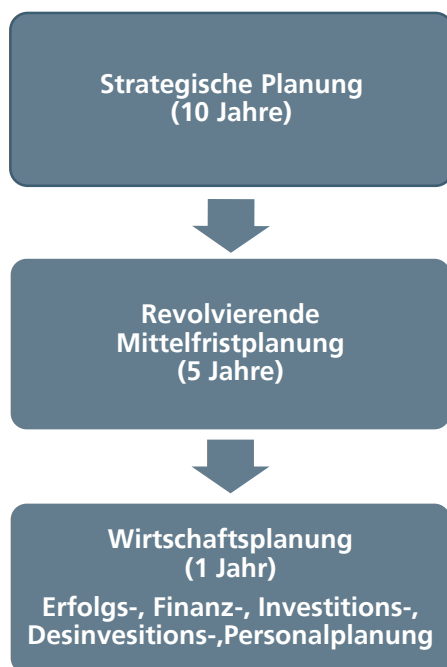 Strategische Planung
(10 Jahre)
Revolvierende
Mittelfristplanung
(5 Jahre)
Wirtschaftsplanung
(1 Jahr)
Erfolgs-, Finanz-, Investitions-,
Desinvesitions-,Personalplanung